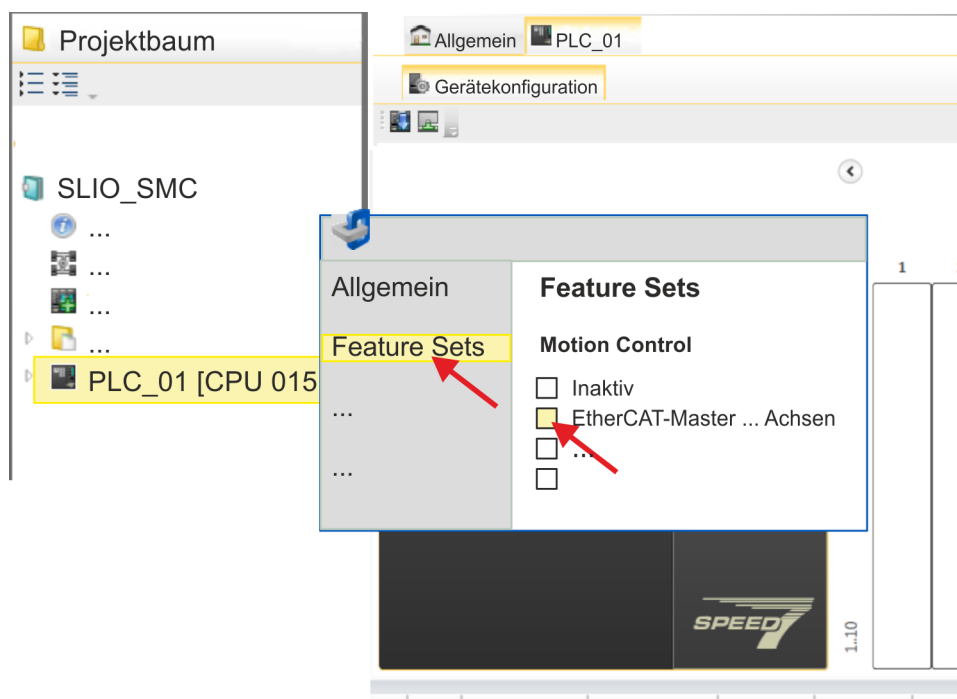 Projektbaum
SLIO_SMC
...
...
...
...
PLC_01 [CPU 015
Allgemein
PLC_01
Gerätekonfiguration
Allgemein
Feature Sets
...
...
Feature Sets
Motion Control
Inaktiv
EtherCAT-Master ... Achsen
...
1
SPEED7
1..10